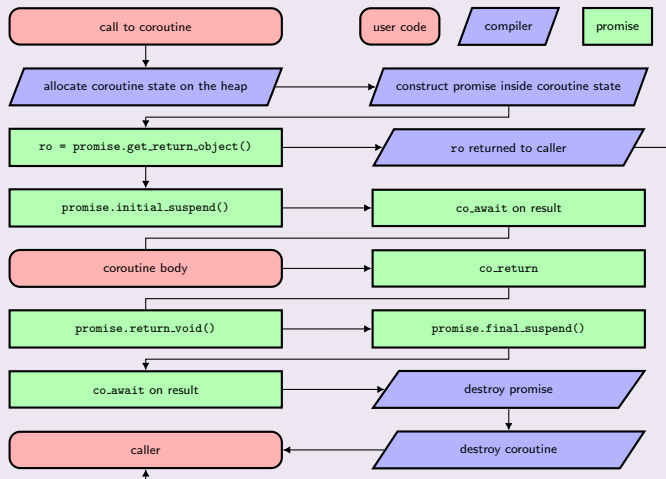 call to coroutine
user code
compiler
promise
allocate coroutine state on the heap
construct promise inside coroutine state
ro = promise.get_return_object()
ro returned to caller
promise.initial_suspend()
co_await on result
coroutine body
co_return
promise.return_void()
promise.final_suspend()
co_await on result
destroy promise
caller
destroy coroutine